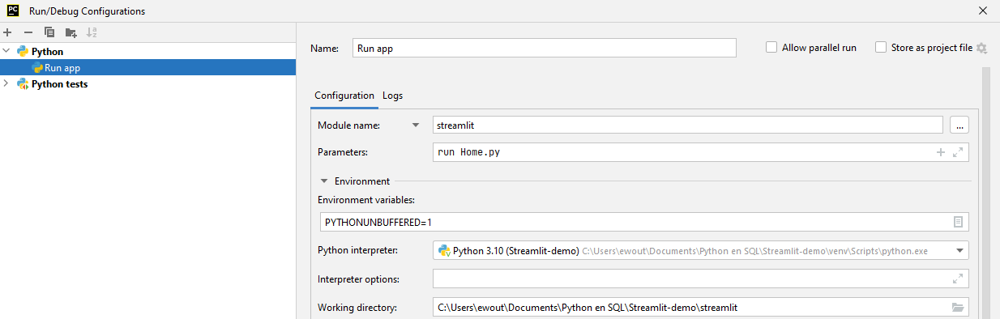 PC Run/Debug Configurations
Python
Run app
Python tests
Name: Run app Allow parallel run Store as project file
Configuration Logs
Module name: streamlit ...
Parameters: run Home.py
Environment
Environment variables:
PYTHONUNBUFFERED=1
Python interpreter: Python 3.10 (Streamlit-demo) C:\Users\ewout\Documents\Python en SQL\Streamlit-demo\venv\Scripts\python.exe
Interpreter options:
Working directory: C:\Users\ewout\Documents\Python en SQL\Streamlit-demo\streamlit